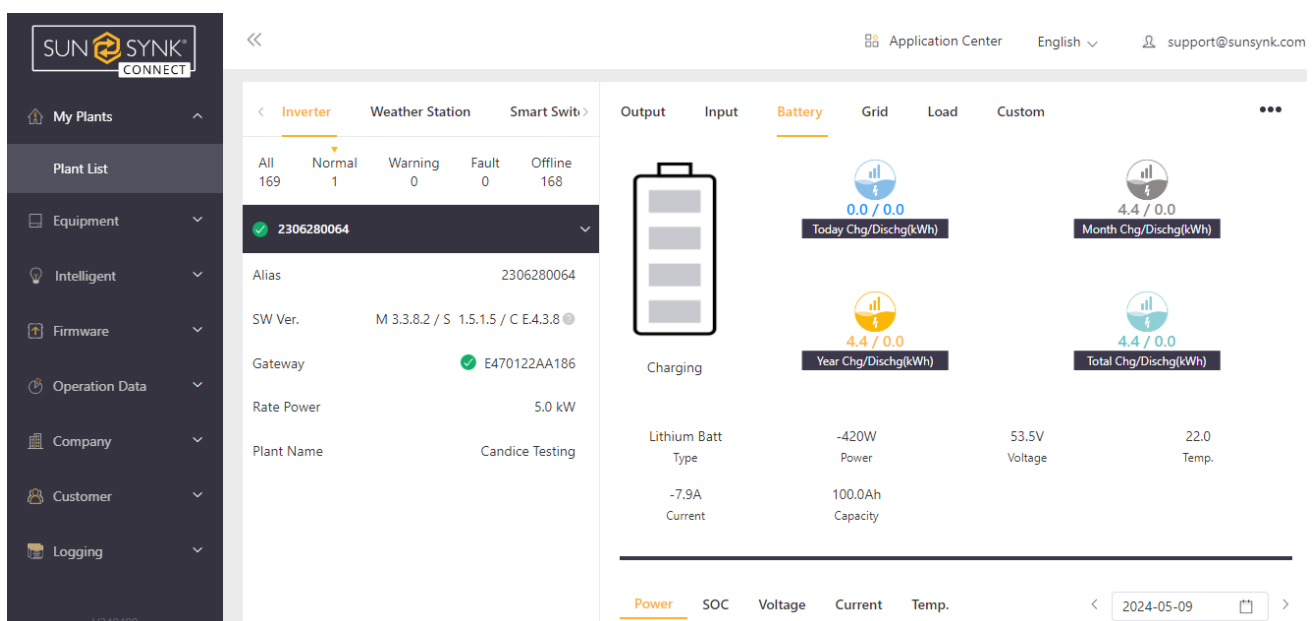 SUN SYNK®
CONNECT
Application Center English support@sunsynk.com
My Plants
Plant List
Equipment
Intelligent
Firmware
Operation Data
Company
Customer
Logging
Inverter Weather Station Smart Switc
All Normal Warning Fault Offline
169 1 0 0 168
2306280064
Alias 2306280064
SW Ver. M 3.3.8.2 / S 1.5.1.5 / C E.4.3.8
Gateway E470122AA186
Rate Power 5.0 kW
Plant Name Candice Testing
Output Input Battery Grid Load Custom
Charging
0.0 / 0.0
Today Chg/Dischg(kWh)
4.4 / 0.0
Month Chg/Dischg(kWh)
4.4 / 0.0
Year Chg/Dischg(kWh)
4.4 / 0.0
Total Chg/Dischg(kWh)
Lithium Batt -420W 53.5V 22.0
Type Power Voltage Temp.
-7.9A 100.0Ah
Current Capacity
Power SOC Voltage Current Temp. 2024-05-09